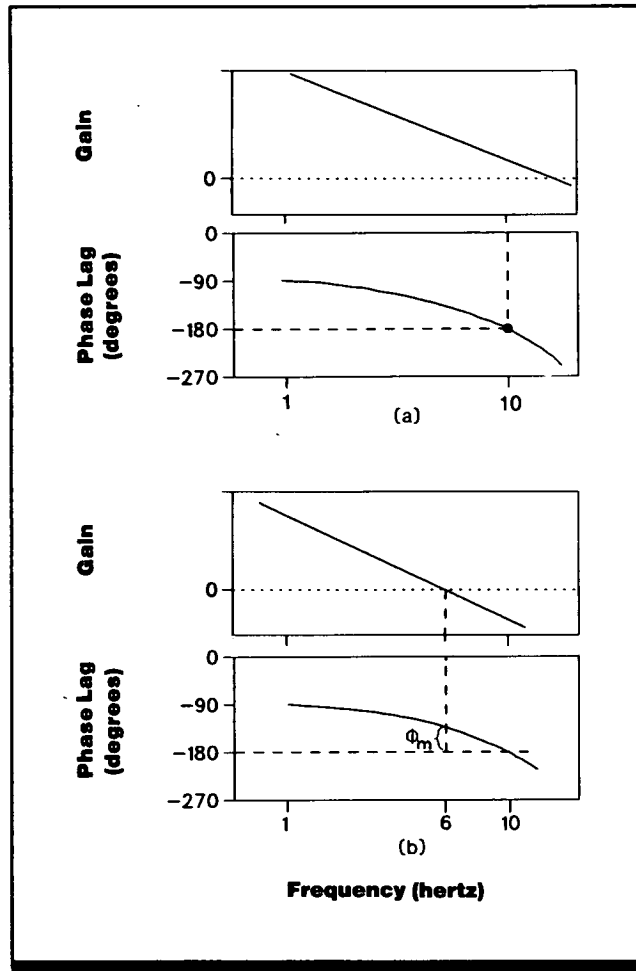 Gain
0
Phase Lag
(degrees)
0
-90
-180
-270
1
10
(a)
Gain
0
Phase Lag
(degrees)
0
-90
-180
-270
Φm
1
6
10
(b)
Frequency (hertz)